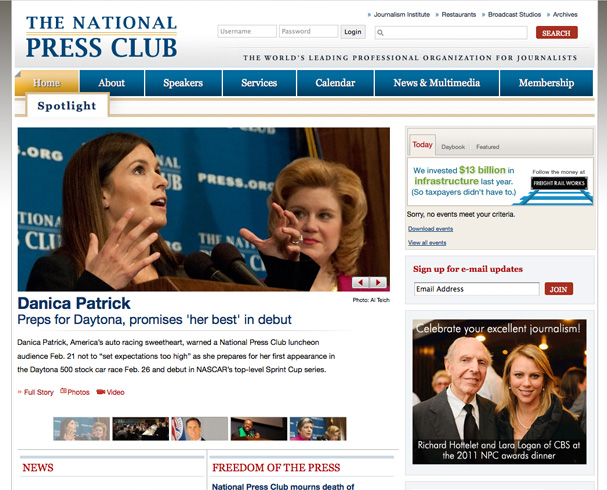 THE NATIONAL
PRESS CLUB
» Journalism Institute » Restaurants » Broadcast Studios » Archives
Username Password Login SEARCH
THE WORLD'S LEADING PROFESSIONAL ORGANIZATION FOR JOURNALISTS
Home About Speakers Services Calendar News & Multimedia Membership
Spotlight
NATIONAL
CLUB
.ORG
PRESS.ORG
THE NATIONAL
Photo: Al Teich
Danica Patrick
Preps for Daytona, promises 'her best' in debut
Danica Patrick, America's auto racing sweetheart, warned a National Press Club luncheon
audience Feb. 21 not to "set expectations too high" as she prepares for her first appearance in
the Daytona 500 stock car race Feb. 26 and debut in NASCAR's top-level Sprint Cup series.
» Full Story Photos Video
NEWS
FREEDOM OF THE PRESS
National Press Club mourns death of
Today Daybook Featured
We invested $13 billion in
infrastructure last year.
(So taxpayers didn't have to.)
Follow the money at
FREIGHT RAIL WORKS
Sorry, no events meet your criteria.
Download events
View all events
Sign up for e-mail updates
Email Address JOIN
Celebrate your excellent journalism!
Richard Hottelet and Lara Logan of CBS at
the 2011 NPC awards dinner